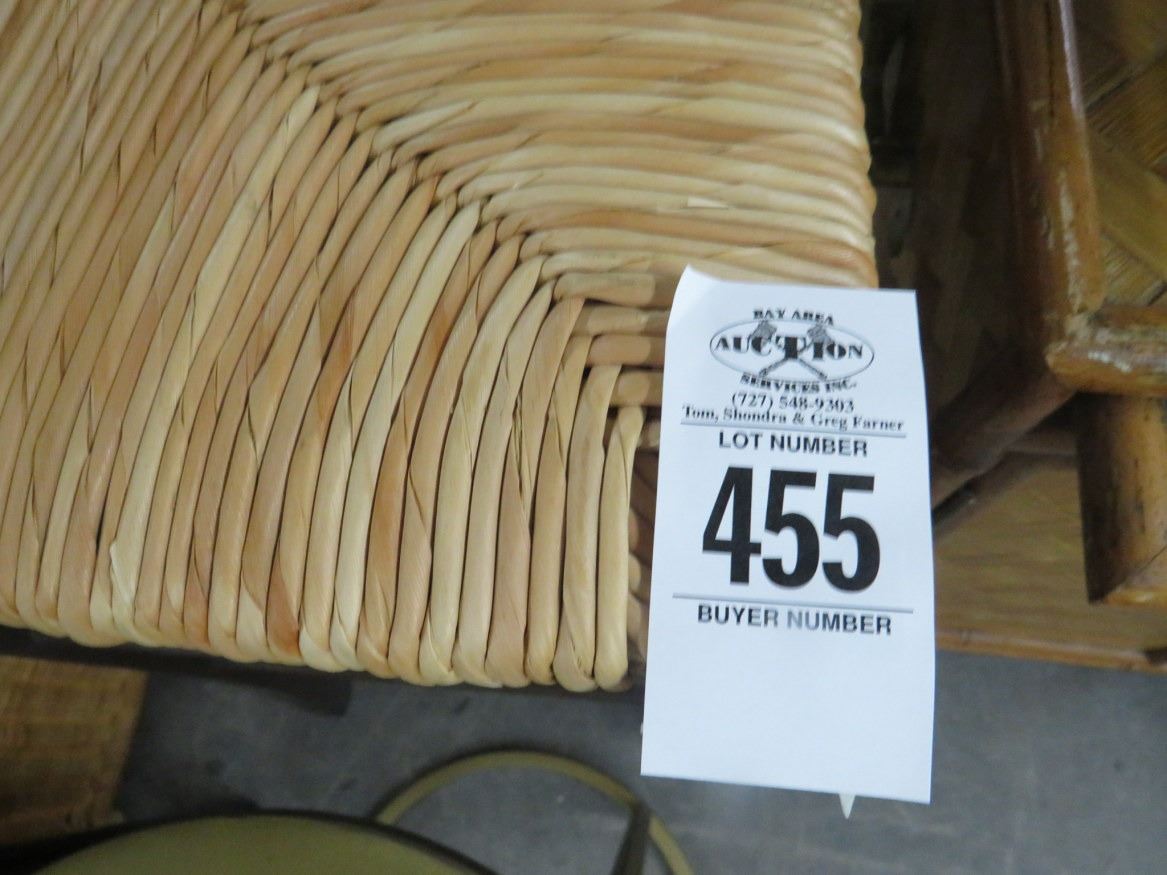 BAY AREA
AUCTION
SERVICES INC.
(727) 548-9303
Tom, Shondra & Greg Farner
LOT NUMBER
455
BUYER NUMBER